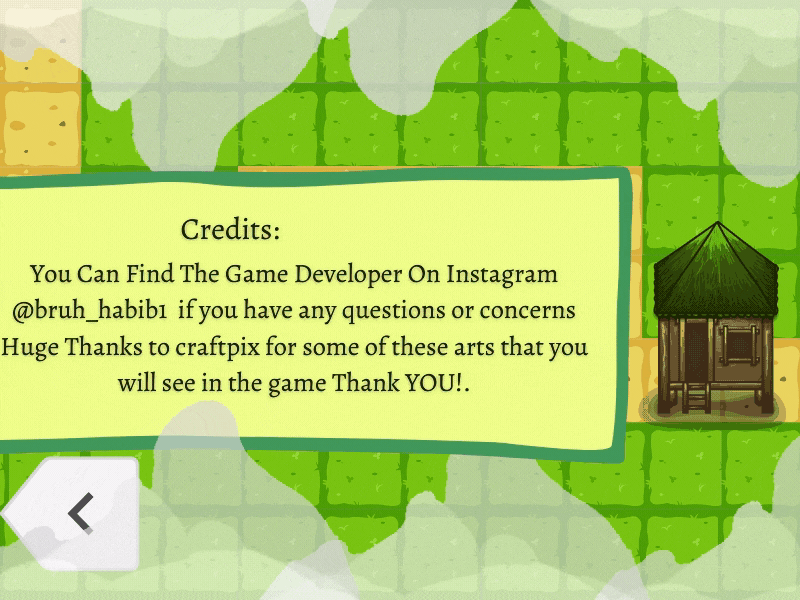 Credits:
You Can Find The Game Developer On Instagram
@bruh_habib1 if you have any questions or concerns
Huge Thanks to craftpix for some of these arts that you
will see in the game Thank YOU!.